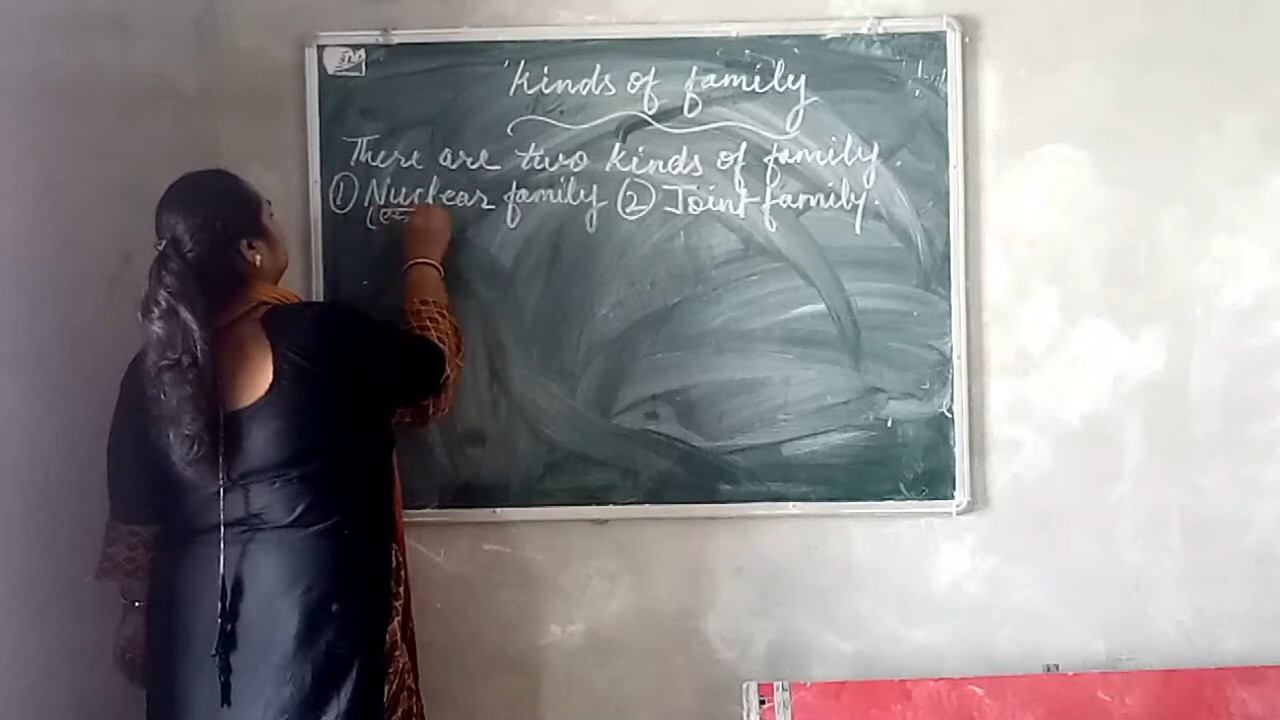 Kinds of family
There are two kinds of family.
① Nuclear family ② Joint family.